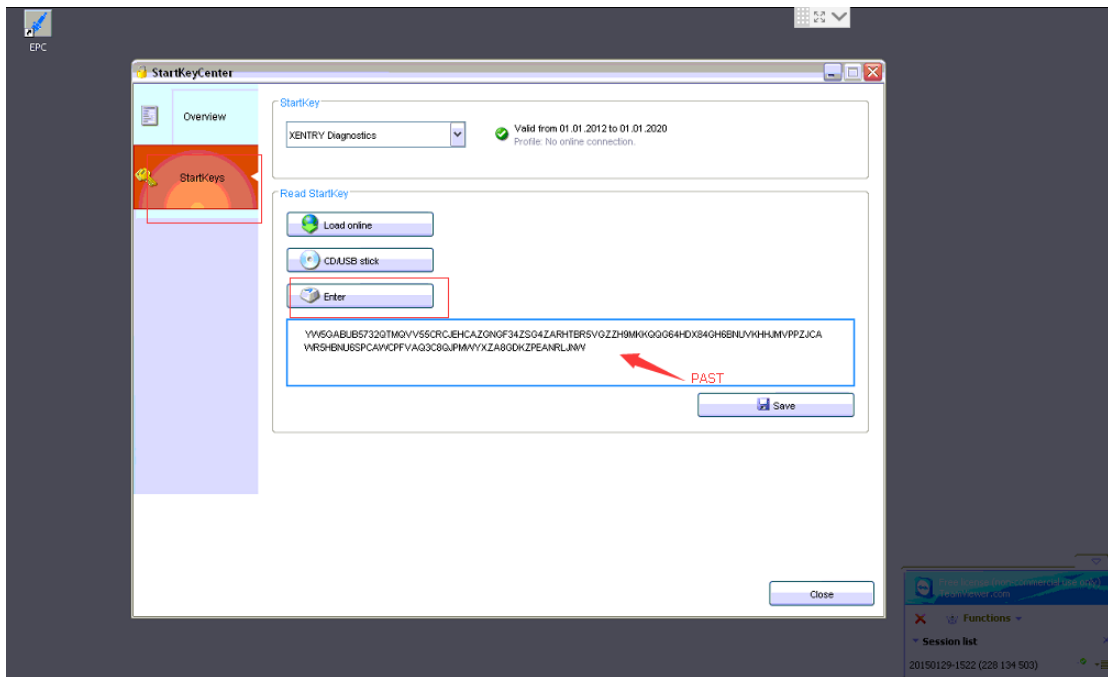 EPC
StartKeyCenter
Overview
StartKeys
StartKey
XENTRY Diagnostics
Valid from 01.01.2012 to 01.01.2020
Profile: No online connection.
Read StartKey
Load online
CD/USB stick
Enter
PAST
Save
Close
TeamViewer.com
Functions
Session list
20150129-1522 (228 134 503)